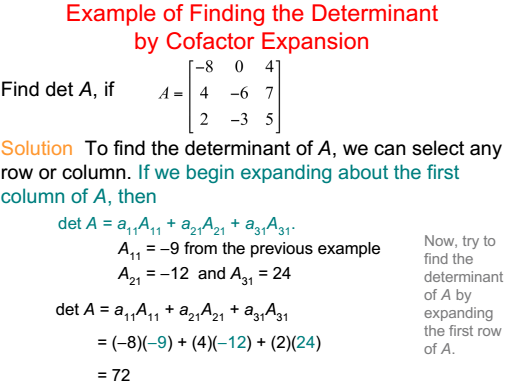 Example of Finding the Determinant
by Cofactor Expansion
Find det A, if
A = [−8 0 4
4 −6 7
2 −3 5]
Solution To find the determinant of A, we can select any
row or column. If we begin expanding about the first
column of A, then
det A = a₁₁A₁₁ + a₂₁A₂₁ + a₃₁A₃₁.
A₁₁ = −9 from the previous example
A₂₁ = −12 and A₃₁ = 24
det A = a₁₁A₁₁ + a₂₁A₂₁ + a₃₁A₃₁
= (−8)(−9) + (4)(−12) + (2)(24)
= 72
Now, try to
find the
determinant
of A by
expanding
the first row
of A.